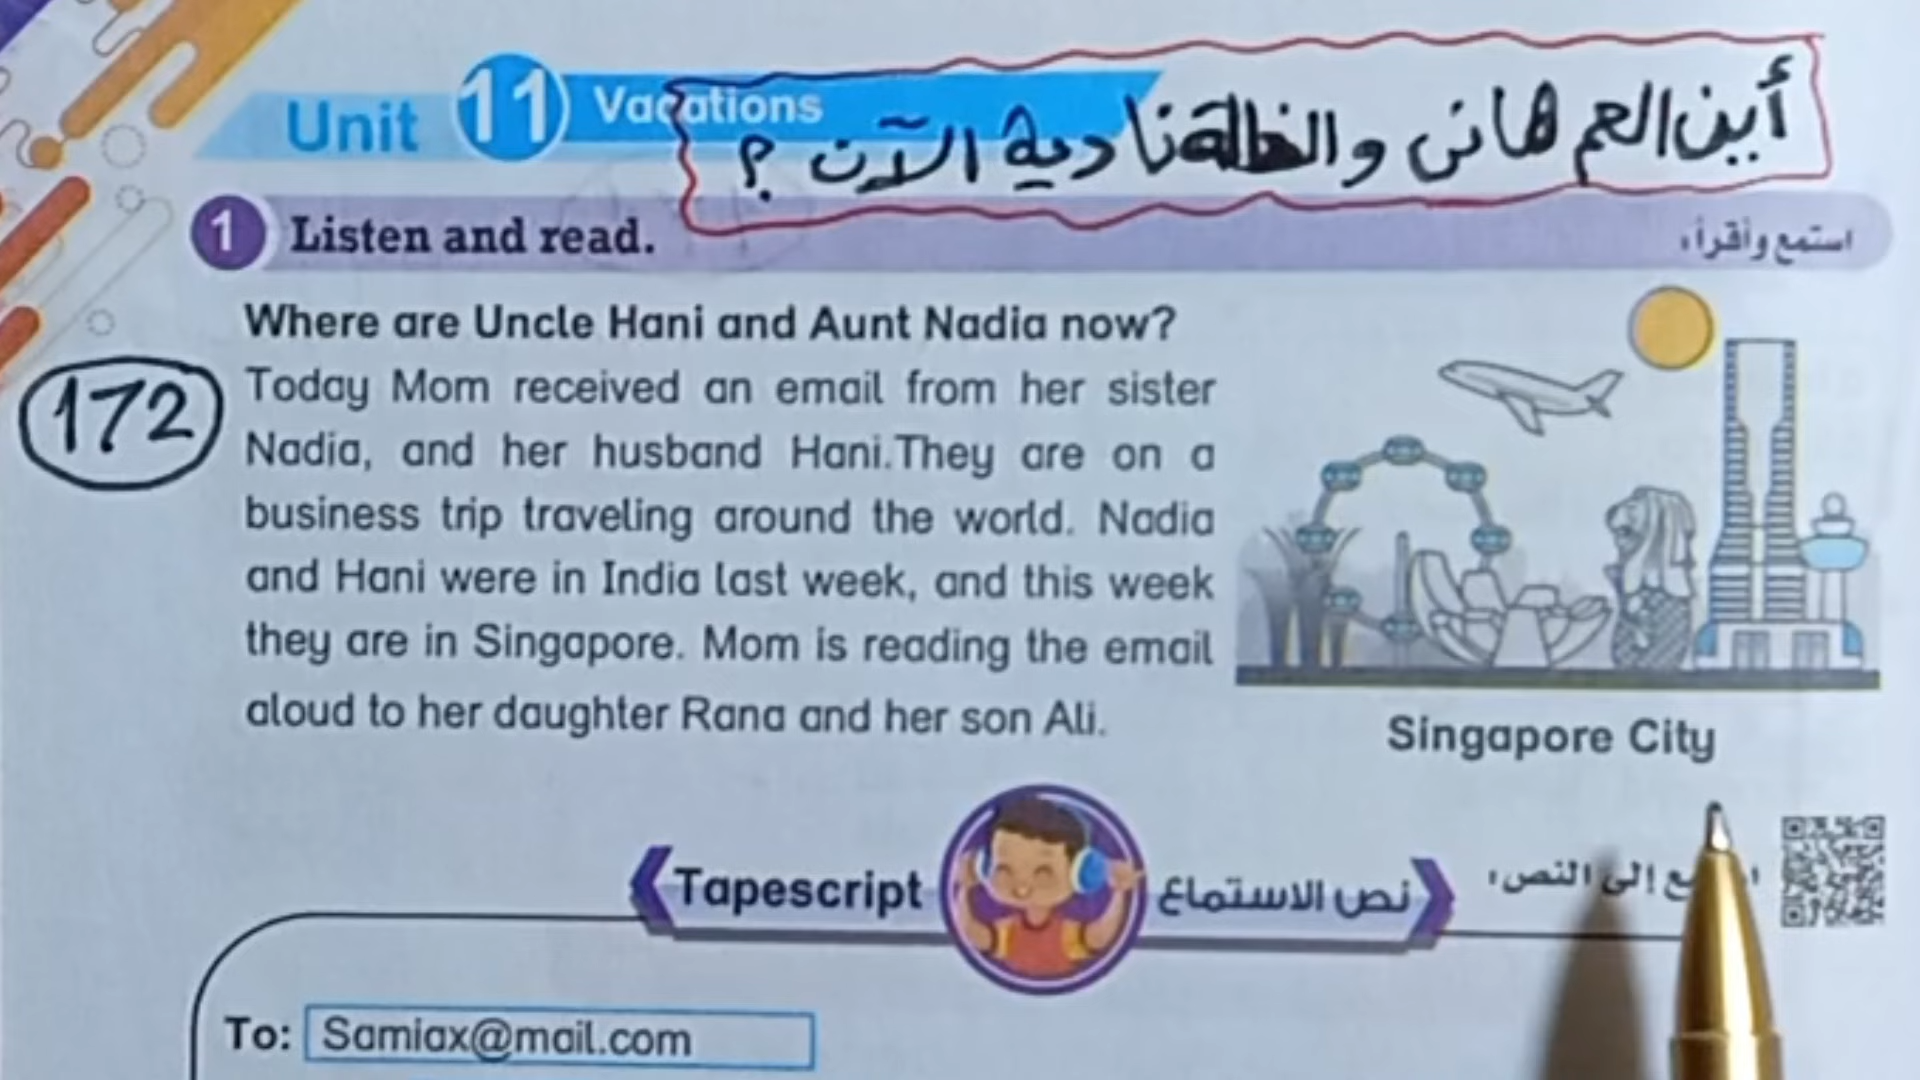 Unit 11 Vacations
أين العم هانى والخالة نادية الآن ؟
1 Listen and read.
استمع وأقرأ:
Where are Uncle Hani and Aunt Nadia now?
172
Today Mom received an email from her sister
Nadia, and her husband Hani.They are on a
business trip traveling around the world. Nadia
and Hani were in India last week, and this week
they are in Singapore. Mom is reading the email
aloud to her daughter Rana and her son Ali.
Singapore City
Tapescript
نص الاستماع
إلى النص:
To: Samiax@mail.com